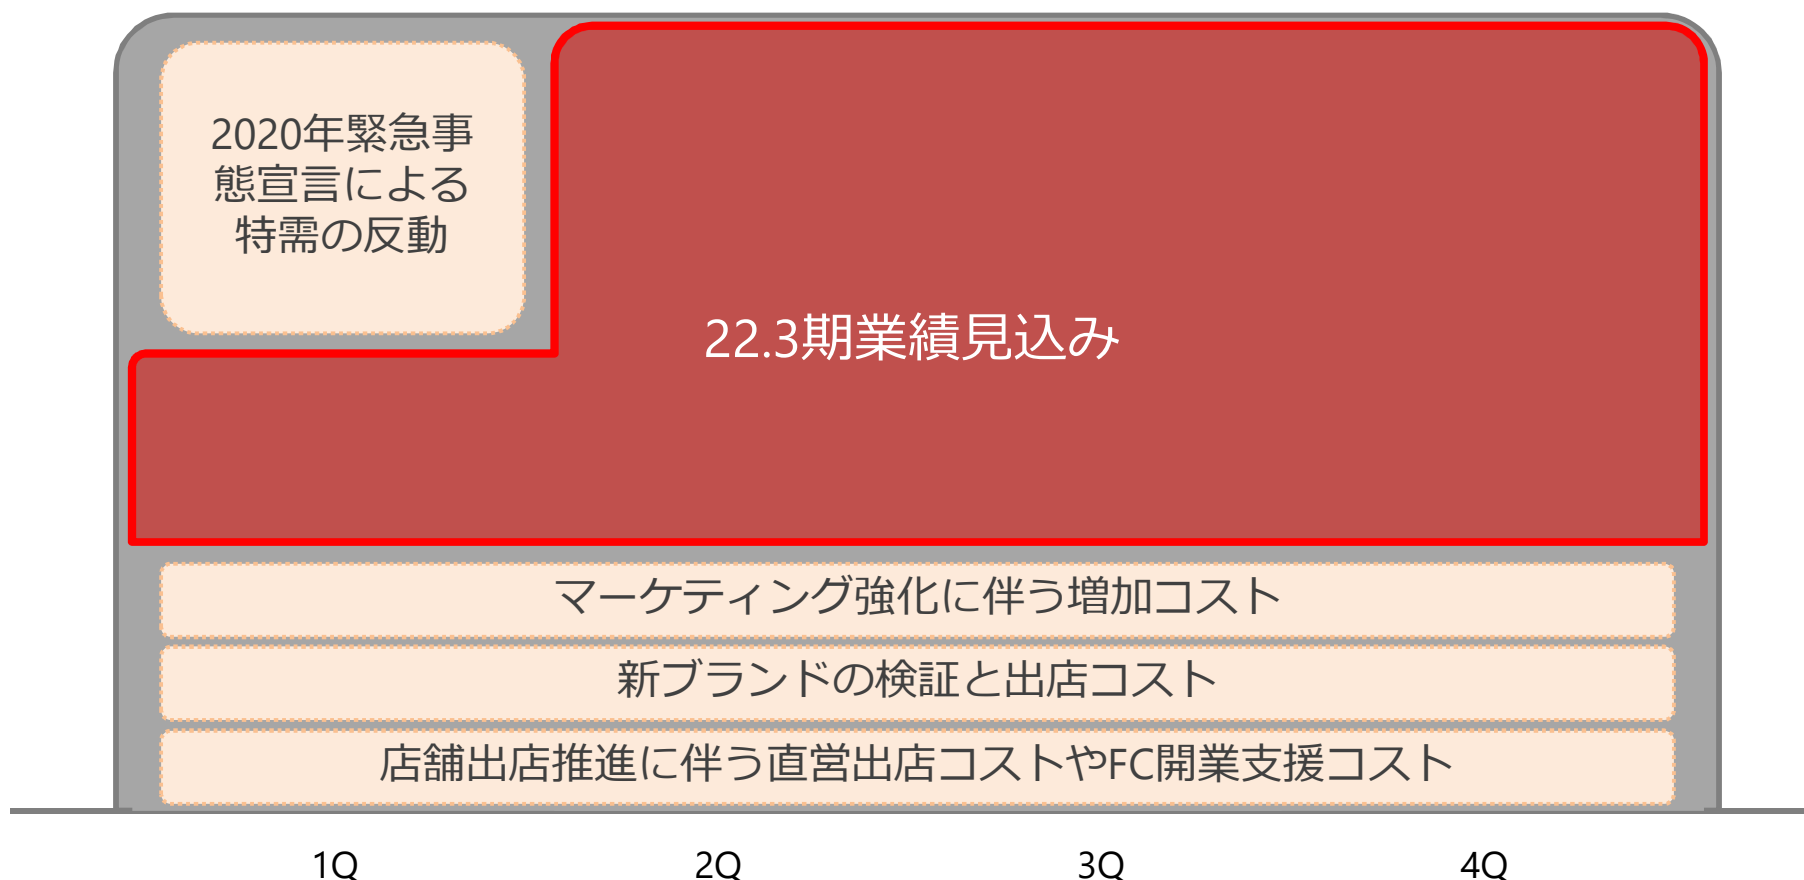 2020年緊急事
態宣言による
特需の反動
22.3期業績見込み
マーケティング強化に伴う増加コスト
新ブランドの検証と出店コスト
店舗出店推進に伴う直営出店コストやFC開業支援コスト
1Q 2Q 3Q 4Q